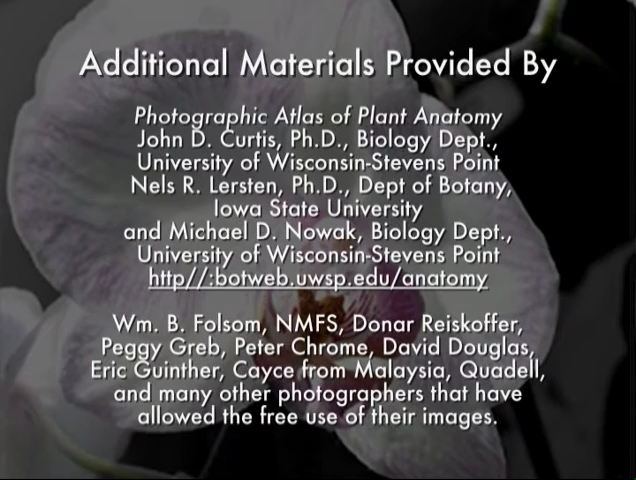 Additional Materials Provided By
Photographic Atlas of Plant Anatomy
John D. Curtis, Ph.D., Biology Dept.,
University of Wisconsin-Stevens Point
Nels R. Lersten, Ph.D., Dept of Botany,
Iowa State University
and Michael D. Nowak, Biology Dept.,
University of Wisconsin-Stevens Point
http//:botweb.uwsp.edu/anatomy
Wm. B. Folsom, NMFS, Donar Reiskoffer,
Peggy Greb, Peter Chrome, David Douglas,
Eric Guinther, Cayce from Malaysia, Quadell,
and many other photographers that have
allowed the free use of their images.